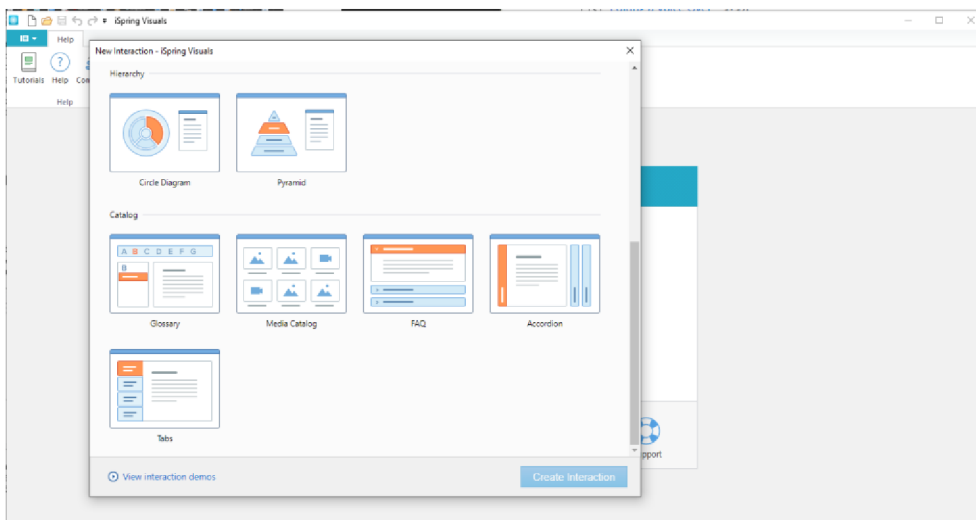 iSpring Visuals
Help
Tutorials Help
Help
New Interaction - iSpring Visuals
Hierarchy
Circle Diagram Pyramid
Catalog
A B C D E F G
B
Glossary Media Catalog FAQ Accordion
Tabs
View interaction demos
Create Interaction